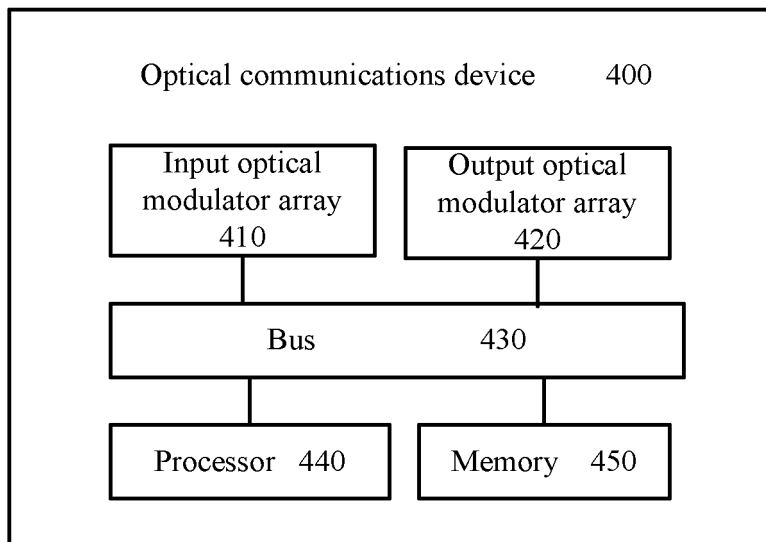 Optical communications device 400
Input optical
modulator array
410
Output optical
modulator array
420
Bus 430
Processor 440
Memory 450